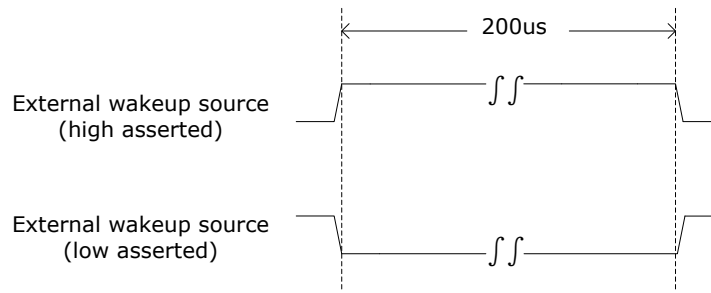 200us
External wakeup source
(high asserted)
∫∫
External wakeup source
(low asserted)
∫∫